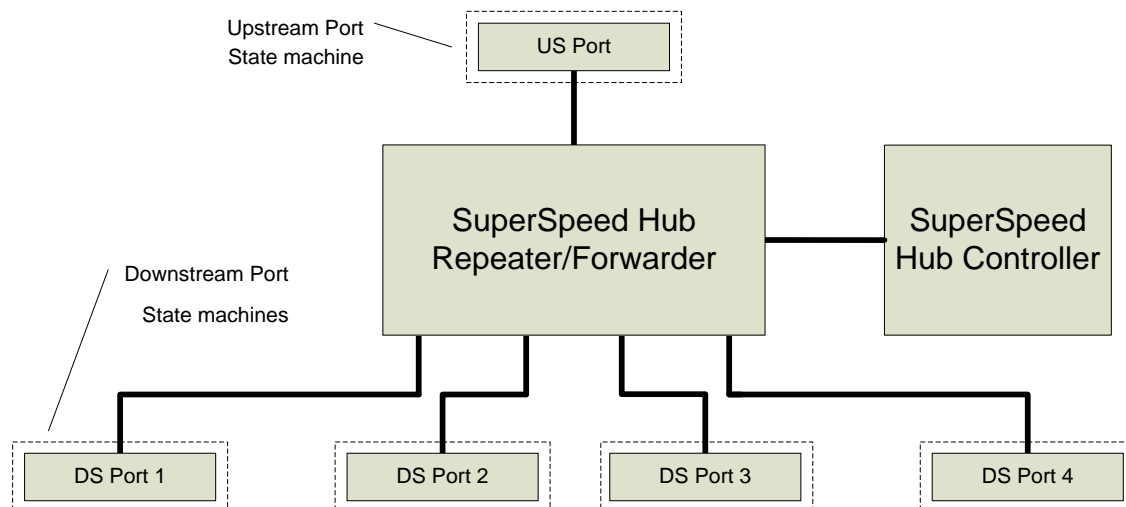 Upstream Port
State machine
US Port
SuperSpeed Hub
Repeater/Forwarder
SuperSpeed
Hub Controller
Downstream Port
State machines
DS Port 1
DS Port 2
DS Port 3
DS Port 4